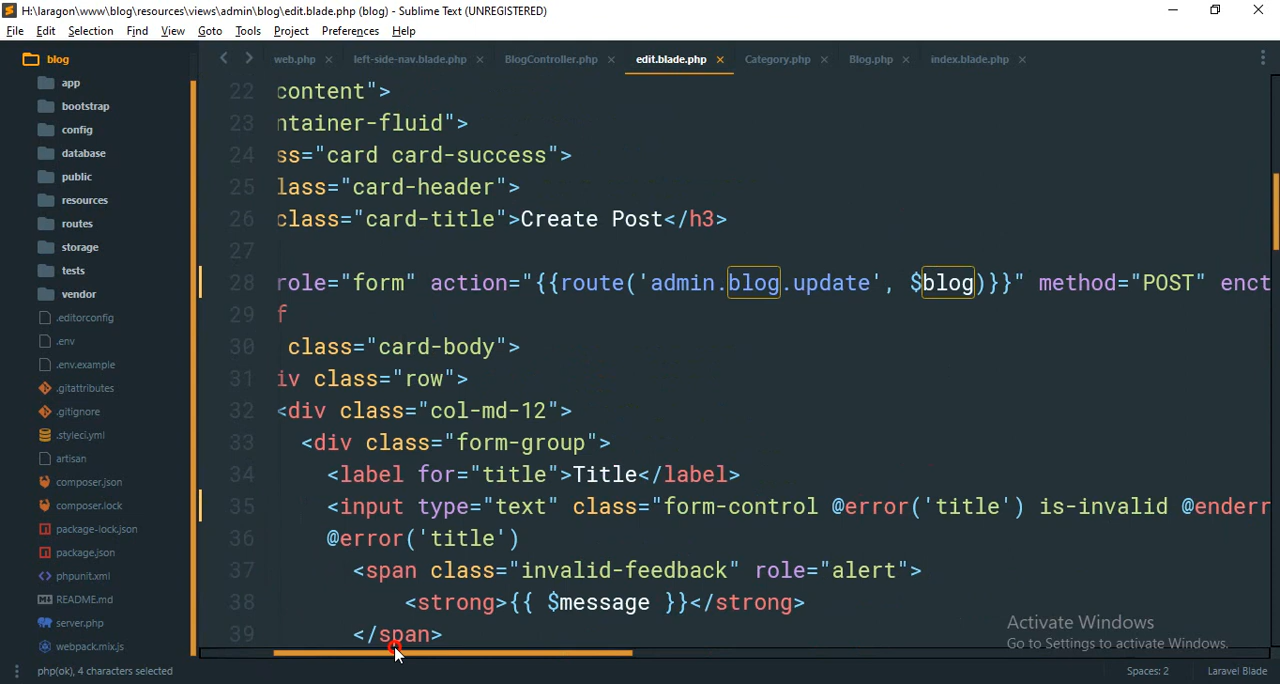 H:\laragon\www\blog\resources\views\admin\blog\edit.blade.php (blog) - Sublime Text (UNREGISTERED)
File Edit Selection Find View Goto Tools Project Preferences Help
blog
app
bootstrap
config
database
public
resources
routes
storage
tests
vendor
.editorconfig
.env
.env.example
.gitattributes
.gitignore
.styleci.yml
artisan
composer.json
composer.lock
package-lock.json
package.json
phpunit.xml
README.md
server.php
webpack.mix.js
web.php left-side-nav.blade.php BlogController.php edit.blade.php Category.php Blog.php index.blade.php
22 content">
23 ntainer-fluid">
24 ss="card card-success">
25 lass="card-header">
26 class="card-title">Create Post</h3>
27
28 role="form" action="{{route('admin.blog.update', $blog)}}" method="POST" enct
29 f
30 class="card-body">
31 iv class="row">
32 <div class="col-md-12">
33 <div class="form-group">
34 <label for="title">Title</label>
35 <input type="text" class="form-control @error('title') is-invalid @enderr
36 @error('title')
37 <span class="invalid-feedback" role="alert">
38 <strong>{{ $message }}</strong>
39 </span>
Activate Windows
Go to Settings to activate Windows.
php(ok), 4 characters selected
Spaces: 2 Laravel Blade